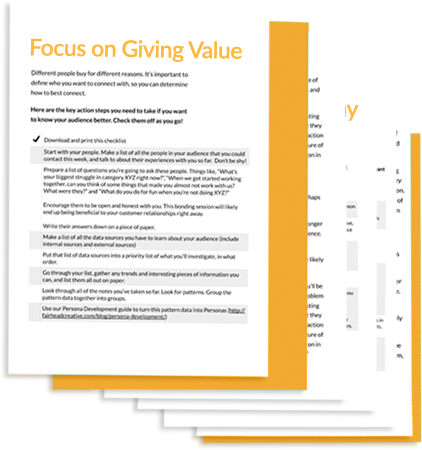 Focus on Giving Value
Different people buy for different reasons. It's important to
define who you want to connect with, so you can determine
how to best connect.
Here are the key action steps you need to take if you want
to know your audience better. Check them off as you go!
Download and print this checklist
Start with your people. Make a list of all the people in your audience that you could
contact this week, and talk to about their experiences with you so far. Don't be shy!
Prepare a list of questions you're going to ask these people. Things like, "What's
your biggest struggle in category XYZ right now?", "When we got started working
together, can you think of some things that made you almost not work with us?
What were they?" and "What do you do for fun when you're not doing XYZ?"
Encourage them to be open and honest with you. This bonding session will likely
end up being beneficial to your customer relationships right away.
Write their answers down on a piece of paper.
Make a list of all the data sources you have to learn about your audience (include
internal sources and external sources)
Put that list of data sources into a priority list of what you'll investigate, in what
order.
Go through your list, gather any trends and interesting pieces of information you
can, and list them all out on paper.
Look through all of the notes you've taken so far. Look for patterns. Group the
pattern data together into groups.
Use our Persona Development guide to turn this pattern data into Personas (http://
fairheadcreative.com/blog/persona-development/)